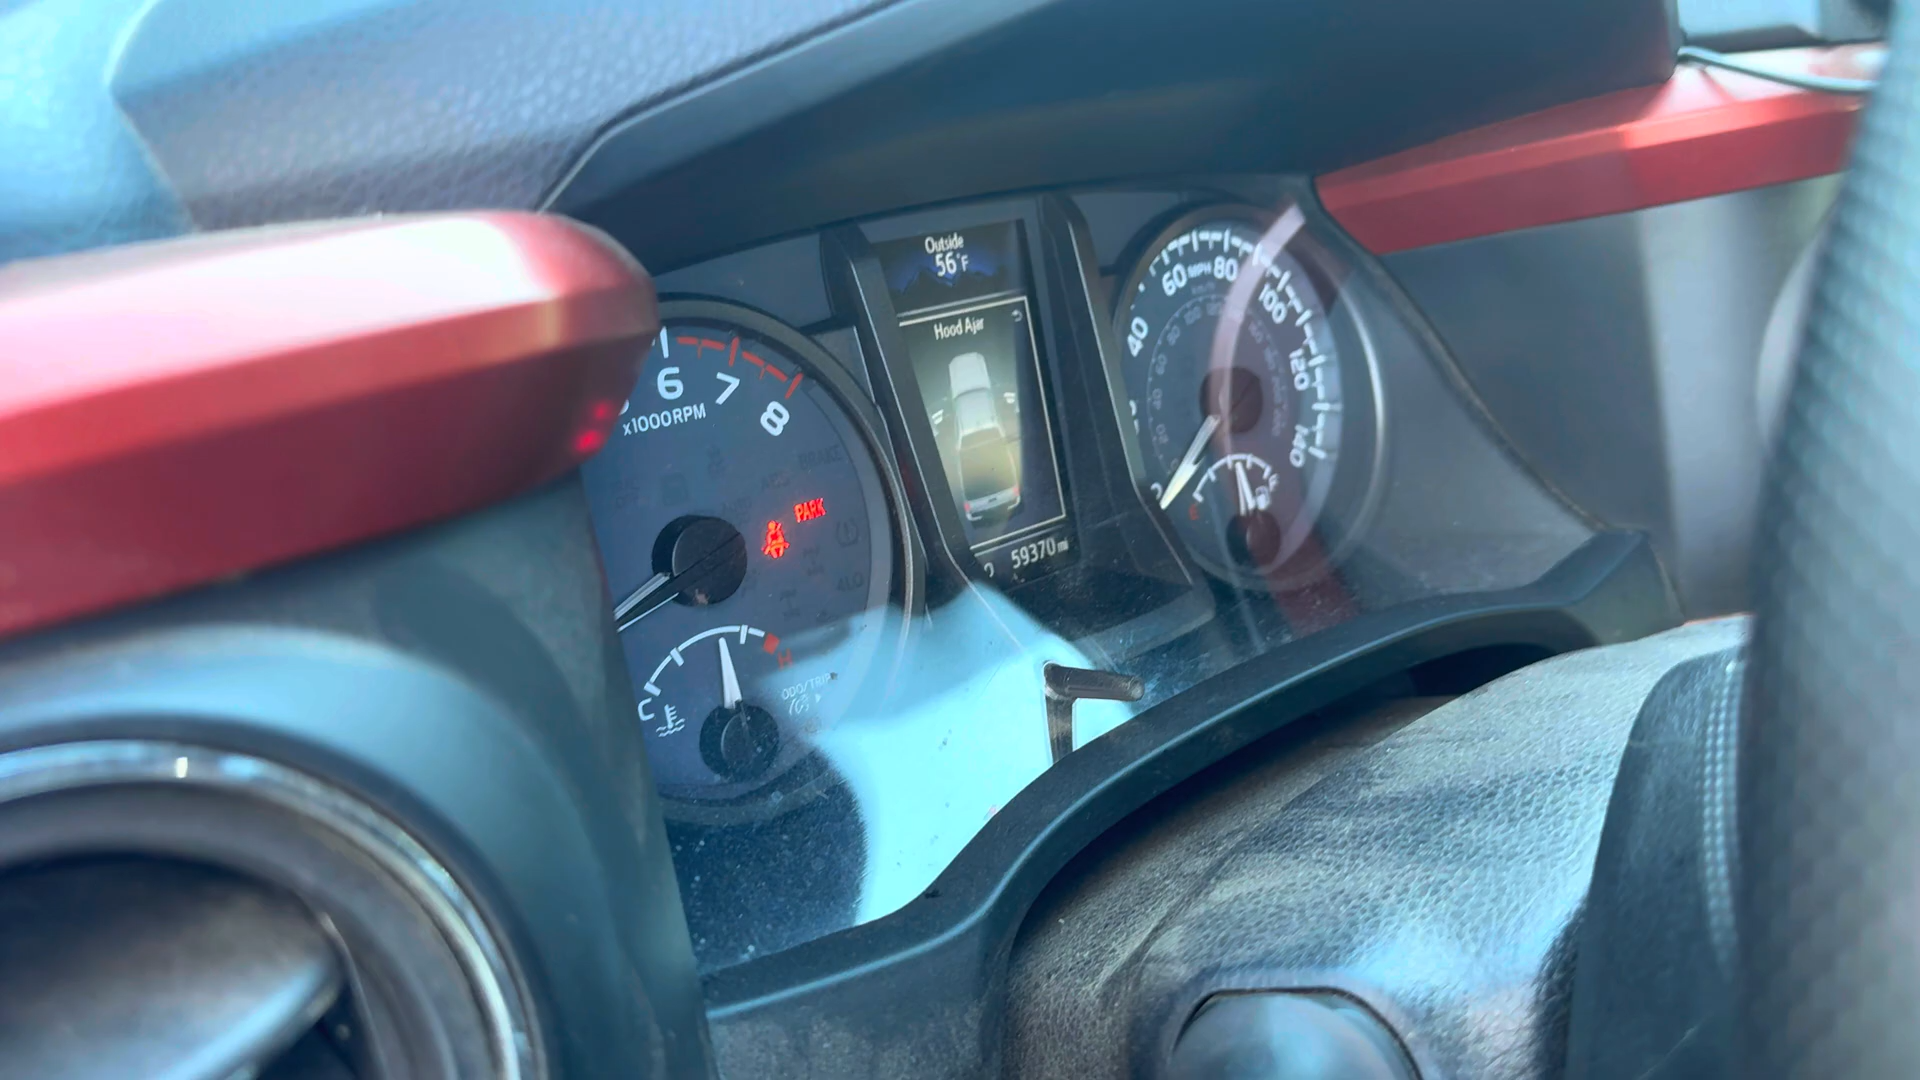 Outside
56°F
Hood Ajar
59370 mi
6
7
8
x1000RPM
BRAKE
PARK
4LO
C
H
ODO/TRIP
40
60
MPH
80
100
120
140